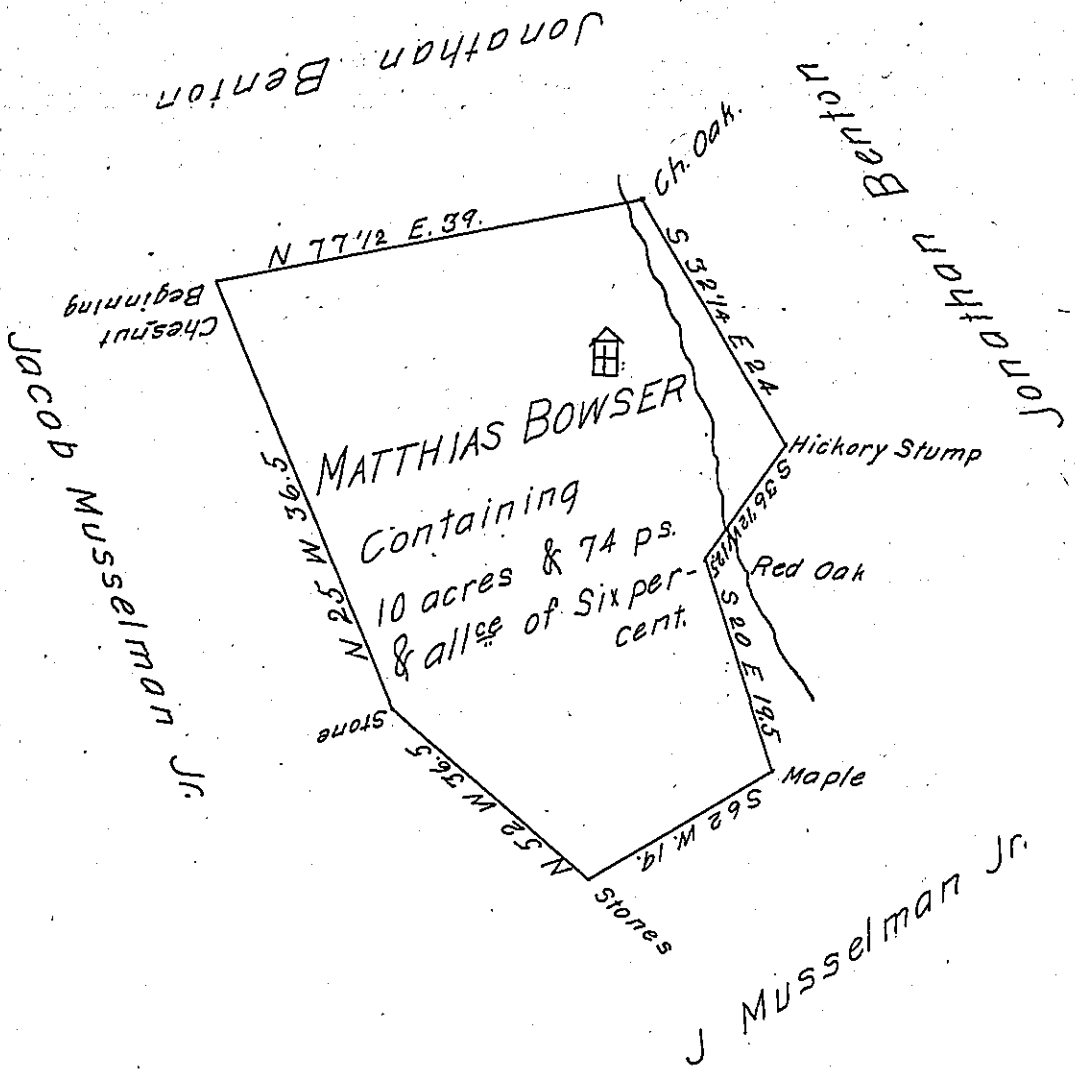 Jonathan Benton
Jonathan Benton
Ch. Oak.
N 77 1/2 E. 39.
Beginning
Chesnut
S 32 1/4 E 24
Jacob Musselman Jr.
MATTHIAS BOWSER
Containing
10 acres & 74 ps.
& allce of Six per-
cent.
Hickory Stump
Red Oak
S 20 E 19.5
N 25 W 36.5
Stone
N 52 W 36.5
Maple
S 62 W. 19.
Stones
J Musselman Jr.